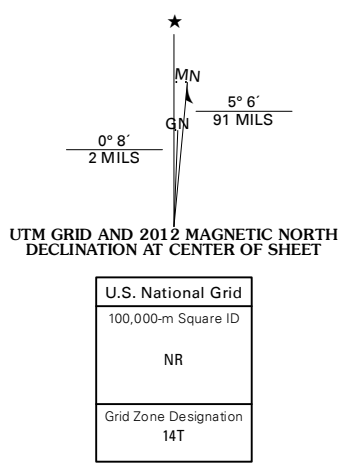 ★
MN
5° 6´
91 MILS
GN
0° 8´
2 MILS
UTM GRID AND 2012 MAGNETIC NORTH
DECLINATION AT CENTER OF SHEET
U.S. National Grid
100,000-m Square ID
NR
Grid Zone Designation
14T